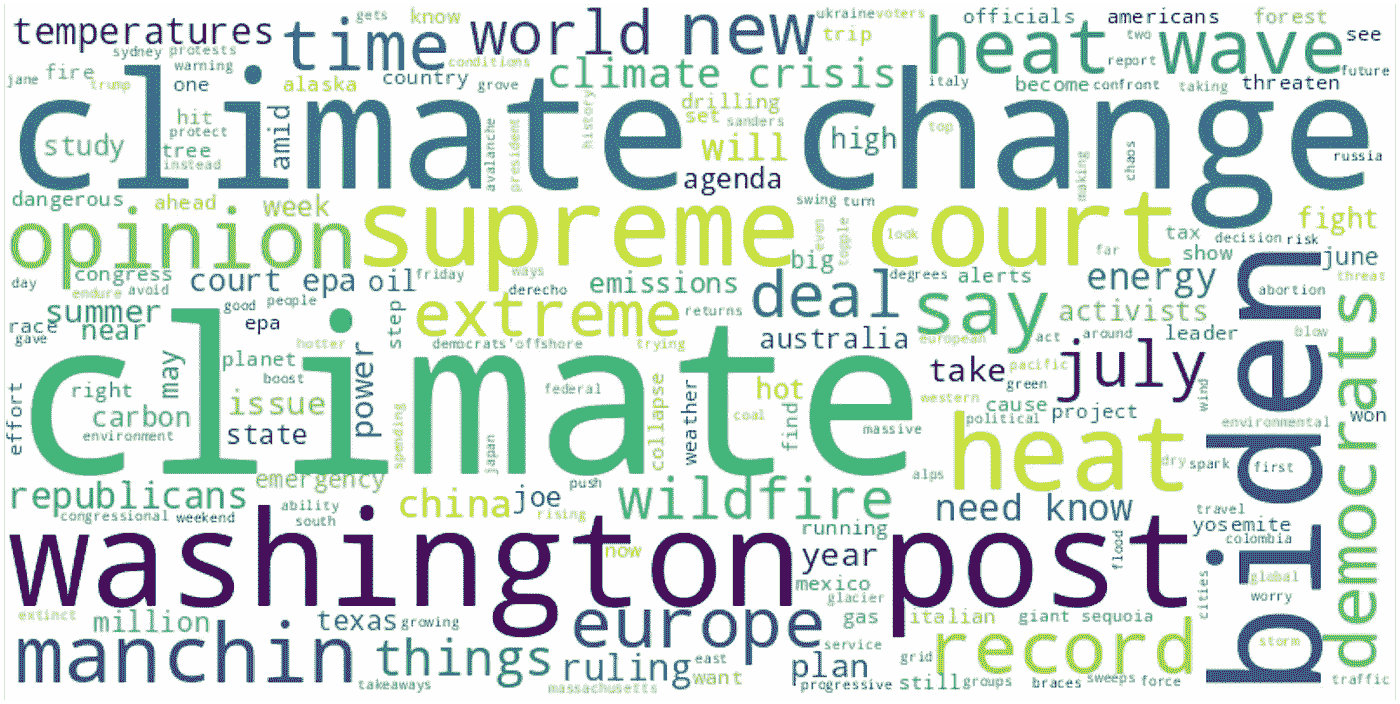 temperatures
time
world new
heat wave
ukraine
voters
officials
americans
forest
gets
know
trip
two
see
sydney
protests
warning
conditions
jane
fire
trump
one
alaska
country
grove
climate crisis
italy
report
become
confront
taking
threaten
future
climate change
study
hit
protect
tree
instead
amid
avalanche
president
history
drilling
set
sanders
will
agenda
high
top
making
chaos
russia
dangerous
ahead
week
swing
turn
opinion
supreme court
fight
even
topple
look
far
tax
decision
risk
show
june
day
congress
endure
avoid
court epa
oil
friday
ways
derecho
good
people
emissions
big
degrees
alerts
energy
abortion
threat
biden
democrats
summer
race
gave
near
epa
hotter
step
extreme
returns
democrats'
offshore
trying
deal
australia
say
european
act
around
activists
leader
blow
climate
planet
boost
may
right
carbon
environment
effort
issue
state
power
spending
japan
federal
collapse
weather
hot
coal
find
massive
take
july
western
pacific
green
cause
project
political
wind
won
environmental
heat
alps
dry
spark
first
republicans
emergency
push
congressional
weekend
ability
south
china
joe
rising
wildfire
need know
travel
yosemite
colombia
washington post
now
running
year
mexico
glacier
flood
cities
global
worry
extinct
million
texas
growing
europe
service
gas
italian
giant sequoia
storm
manchin
things
takeaways
ruling
massachusetts
east
want
plan
progressive
grid
still
groups
record
braces
sweeps
force
traffic